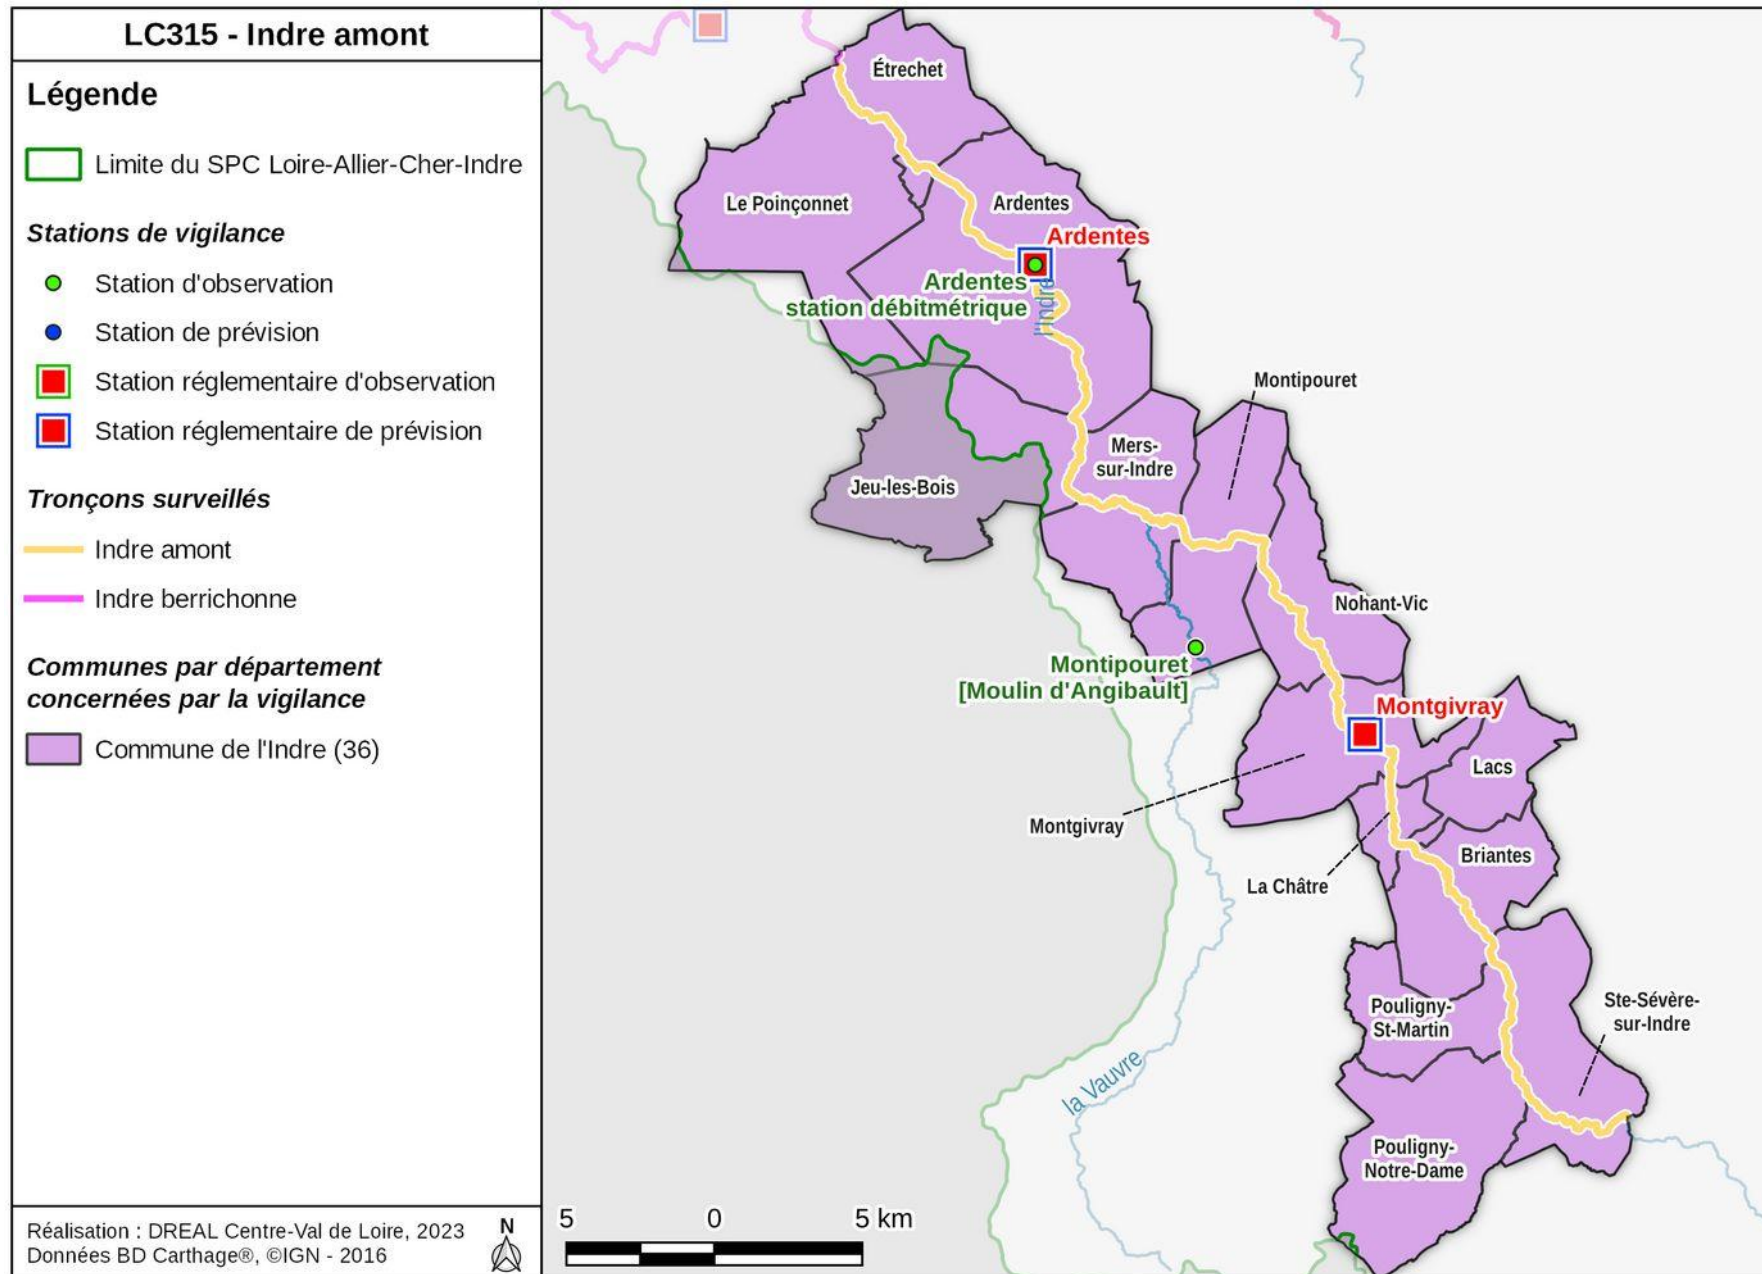 LC315 - Indre amont
Légende
Limite du SPC Loire-Allier-Cher-Indre
Stations de vigilance
Station d'observation
Station de prévision
Station réglementaire d'observation
Station réglementaire de prévision
Tronçons surveillés
Indre amont
Indre berrichonne
Communes par département
concernées par la vigilance
Commune de l'Indre (36)
Réalisation : DREAL Centre-Val de Loire, 2023
Données BD Carthage®, ©IGN - 2016
N
Étrechet
Le Poinçonnet
Ardentes
Ardentes
Ardentes
station débitmétrique
l'Indre
Montipouret
Mers-
sur-Indre
Jeu-les-Bois
Nohant-Vic
Montipouret
[Moulin d'Angibault]
Montgivray
Lacs
Montgivray
Briantes
La Châtre
Pouligny-
St-Martin
Ste-Sévère-
sur-Indre
la Vauvre
Pouligny-
Notre-Dame
5 0 5 km